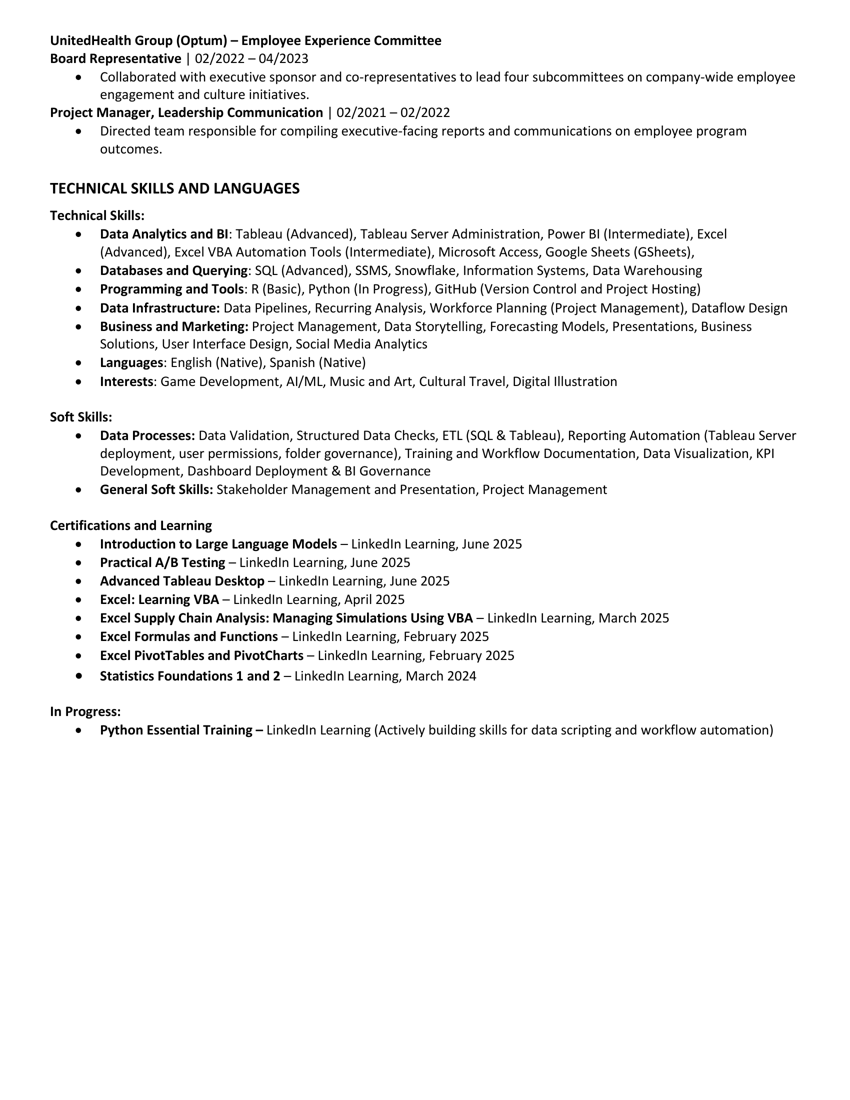 UnitedHealth Group (Optum) – Employee Experience Committee
Board Representative | 02/2022 – 04/2023
• Collaborated with executive sponsor and co-representatives to lead four subcommittees on company-wide employee
engagement and culture initiatives.
Project Manager, Leadership Communication | 02/2021 – 02/2022
• Directed team responsible for compiling executive-facing reports and communications on employee program
outcomes.
TECHNICAL SKILLS AND LANGUAGES
Technical Skills:
• Data Analytics and BI: Tableau (Advanced), Tableau Server Administration, Power BI (Intermediate), Excel
(Advanced), Excel VBA Automation Tools (Intermediate), Microsoft Access, Google Sheets (GSheets),
• Databases and Querying: SQL (Advanced), SSMS, Snowflake, Information Systems, Data Warehousing
• Programming and Tools: R (Basic), Python (In Progress), GitHub (Version Control and Project Hosting)
• Data Infrastructure: Data Pipelines, Recurring Analysis, Workforce Planning (Project Management), Dataflow Design
• Business and Marketing: Project Management, Data Storytelling, Forecasting Models, Presentations, Business
Solutions, User Interface Design, Social Media Analytics
• Languages: English (Native), Spanish (Native)
• Interests: Game Development, AI/ML, Music and Art, Cultural Travel, Digital Illustration
Soft Skills:
• Data Processes: Data Validation, Structured Data Checks, ETL (SQL & Tableau), Reporting Automation (Tableau Server
deployment, user permissions, folder governance), Training and Workflow Documentation, Data Visualization, KPI
Development, Dashboard Deployment & BI Governance
• General Soft Skills: Stakeholder Management and Presentation, Project Management
Certifications and Learning
• Introduction to Large Language Models – LinkedIn Learning, June 2025
• Practical A/B Testing – LinkedIn Learning, June 2025
• Advanced Tableau Desktop – LinkedIn Learning, June 2025
• Excel: Learning VBA – LinkedIn Learning, April 2025
• Excel Supply Chain Analysis: Managing Simulations Using VBA – LinkedIn Learning, March 2025
• Excel Formulas and Functions – LinkedIn Learning, February 2025
• Excel PivotTables and PivotCharts – LinkedIn Learning, February 2025
• Statistics Foundations 1 and 2 – LinkedIn Learning, March 2024
In Progress:
• Python Essential Training – LinkedIn Learning (Actively building skills for data scripting and workflow automation)